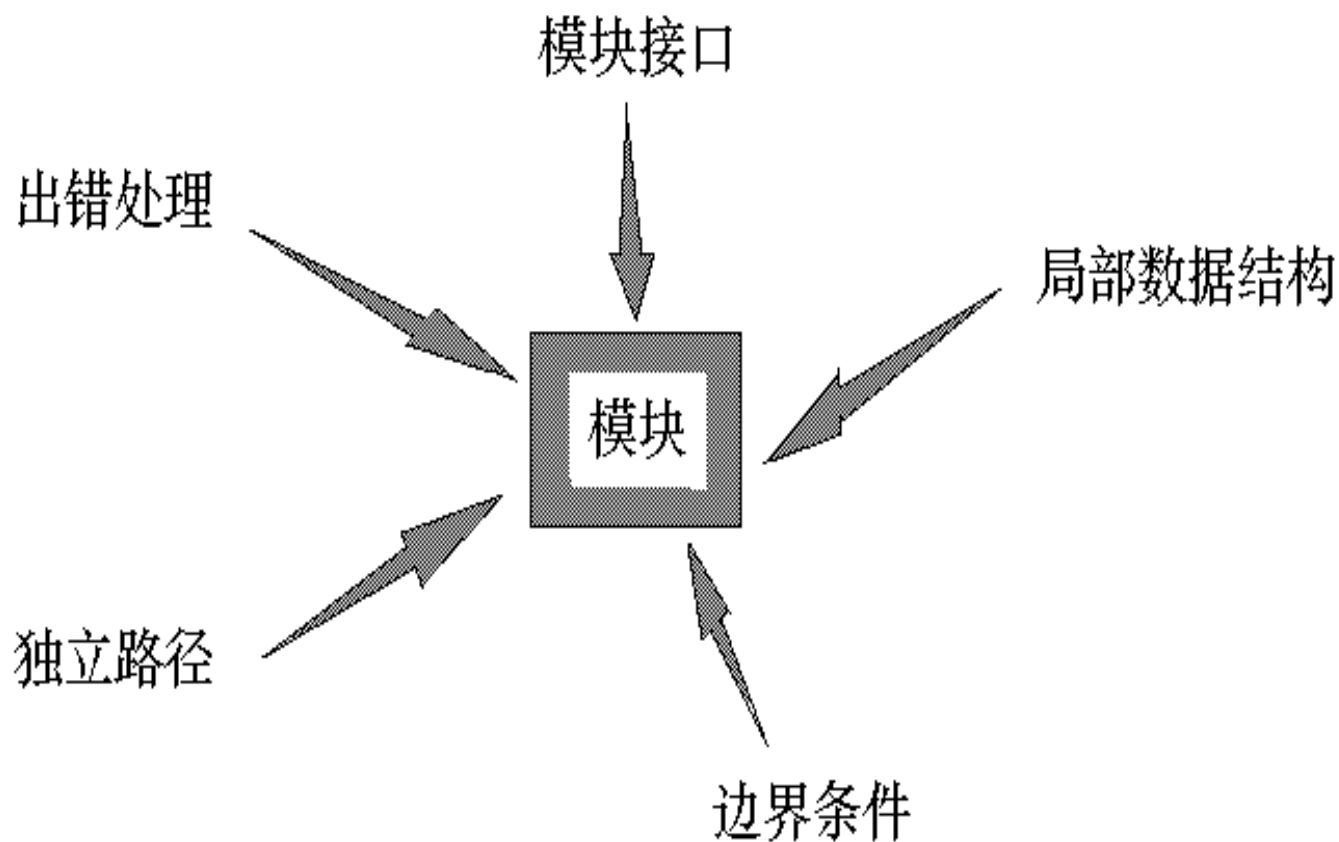 模块接口
出错处理
局部数据结构
模块
独立路径
边界条件